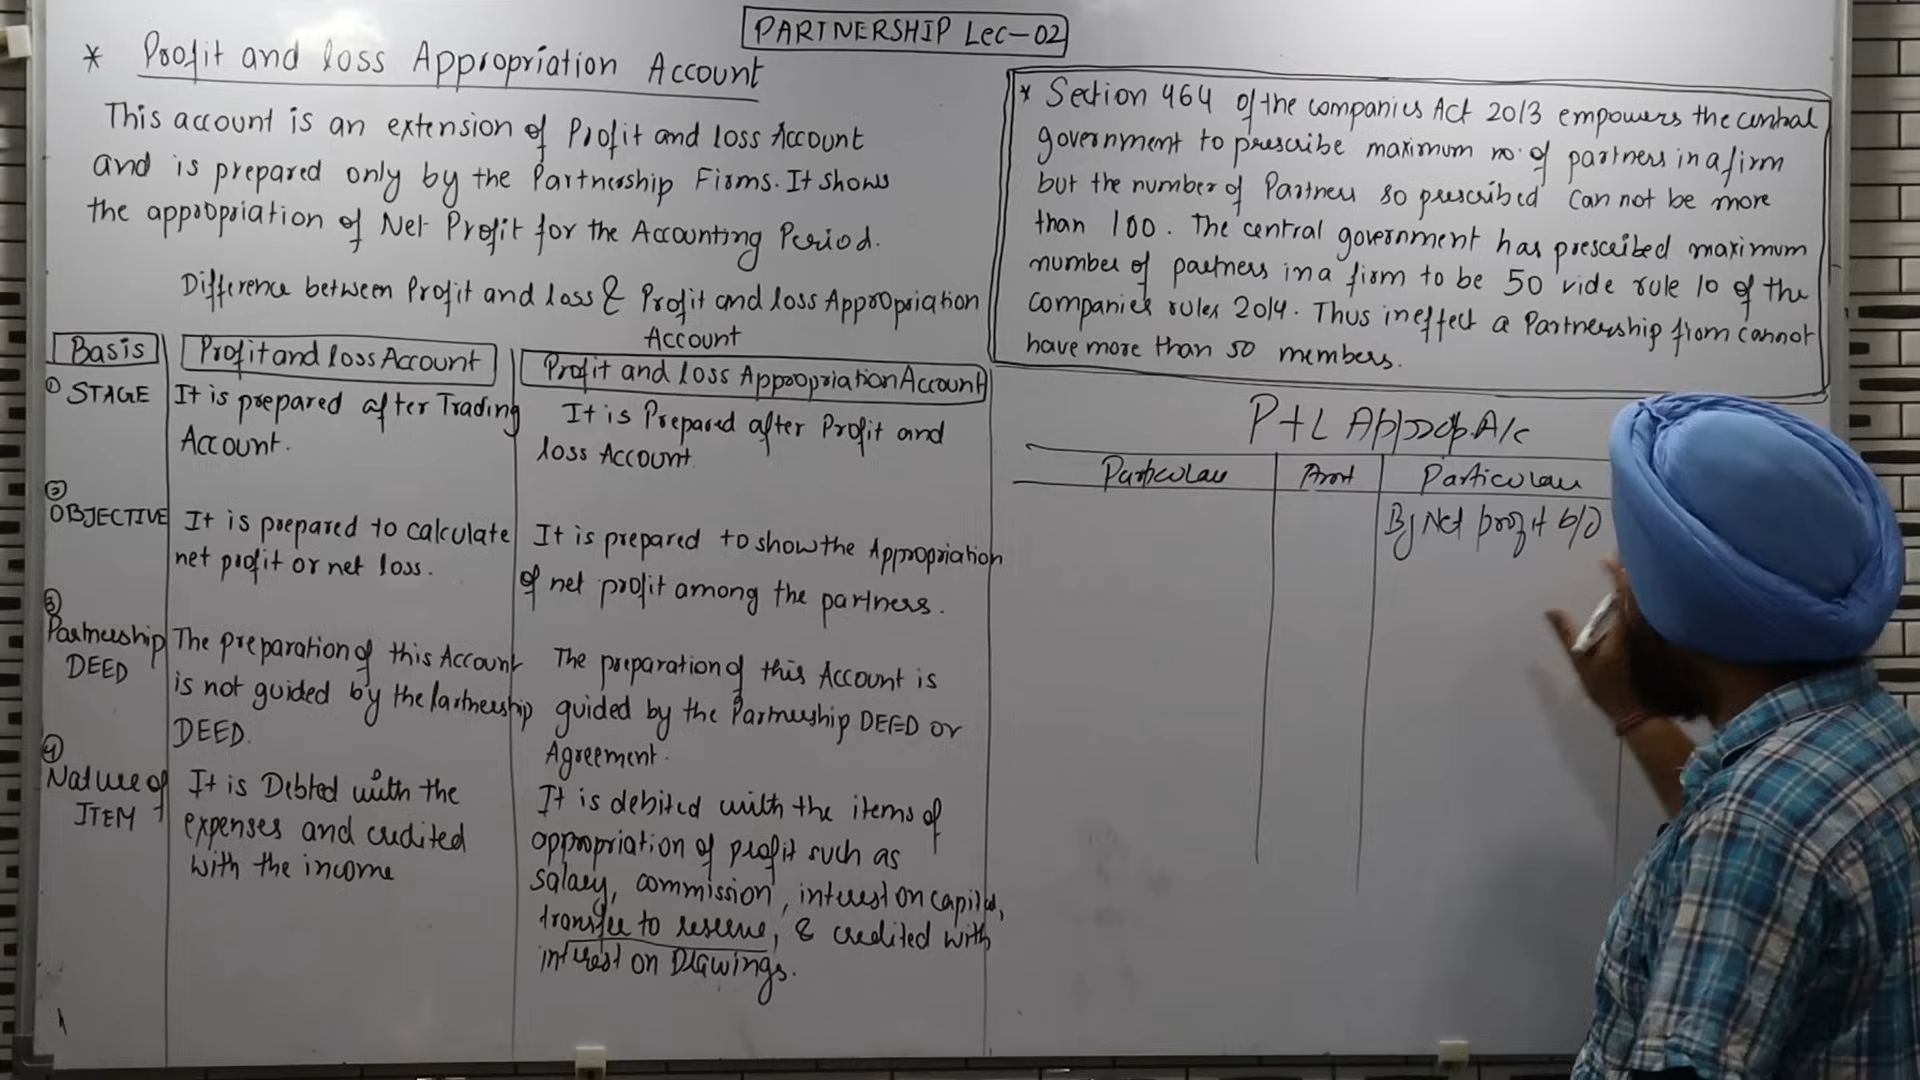 PARTNERSHIP Lec-02
* Profit and loss Appropriation Account
This account is an extension of Profit and loss Account
and is prepared only by the Partnership Firms. It shows
the appropriation of Net Profit for the Accounting Period.
Difference between Profit and loss & Profit and loss Appropriation
Account
Basis
Profit and loss Account
Profit and loss Appropriation Account
① STAGE
It is prepared after Trading
Account.
It is Prepared after Profit and
loss Account
② OBJECTIVE
It is prepared to calculate
net profit or net loss.
It is prepared to show the Appropriation
of net profit among the partners.
③ Partnership
DEED
The preparation of this Account
is not guided by the Partnership
DEED.
The preparation of this Account is
guided by the Partnership DEED or
Agreement.
④ Nature of
ITEM
It is Debted with the
expenses and credited
with the income
It is debited with the items of
appropriation of profit such as
salary, commission, interest on capital,
transfer to reserve, & credited with
interest on Drawings.
* Section 464 of the companies Act 2013 empowers the central
government to prescribe maximum no. of partners in a firm
but the number of Partners so prescribed can not be more
than 100. The central government has prescribed maximum
number of partners in a firm to be 50 vide rule 10 of the
companies rules 2014. Thus in effect a Partnership from cannot
have more than 50 members.
P+L Approp. A/c
Particulars
Amt
Particulars
By Net profit b/d